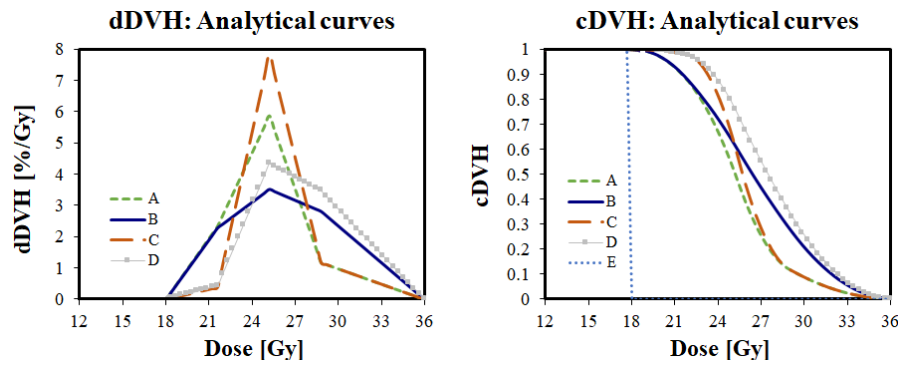 dDVH: Analytical curves
dDVH [%/Gy]
8
7
6
5
4
3
2
1
0
A
B
C
D
12 15 18 21 24 27 30 33 36
Dose [Gy]
cDVH: Analytical curves
cDVH
1
0.9
0.8
0.7
0.6
0.5
0.4
0.3
0.2
0.1
0
A
B
C
D
E
12 15 18 21 24 27 30 33 36
Dose [Gy]